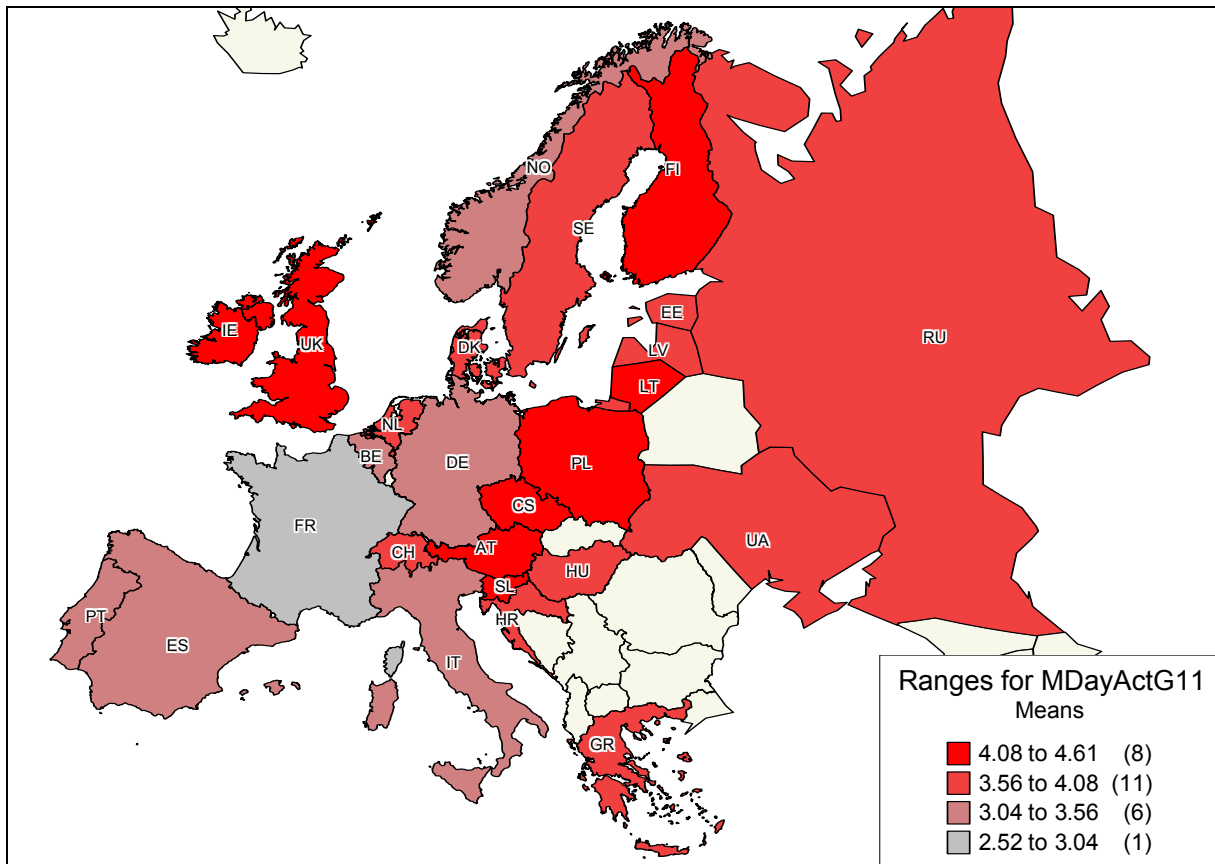 NO
FI
SE
EE
IE
RU
UK
DK
LV
LT
NL
BE
DE
PL
CS
FR
UA
AT
CH
HU
SL
PT
HR
ES
IT
GR
Ranges for MDayActG11
Means
4.08 to 4.61 (8)
3.56 to 4.08 (11)
3.04 to 3.56 (6)
2.52 to 3.04 (1)